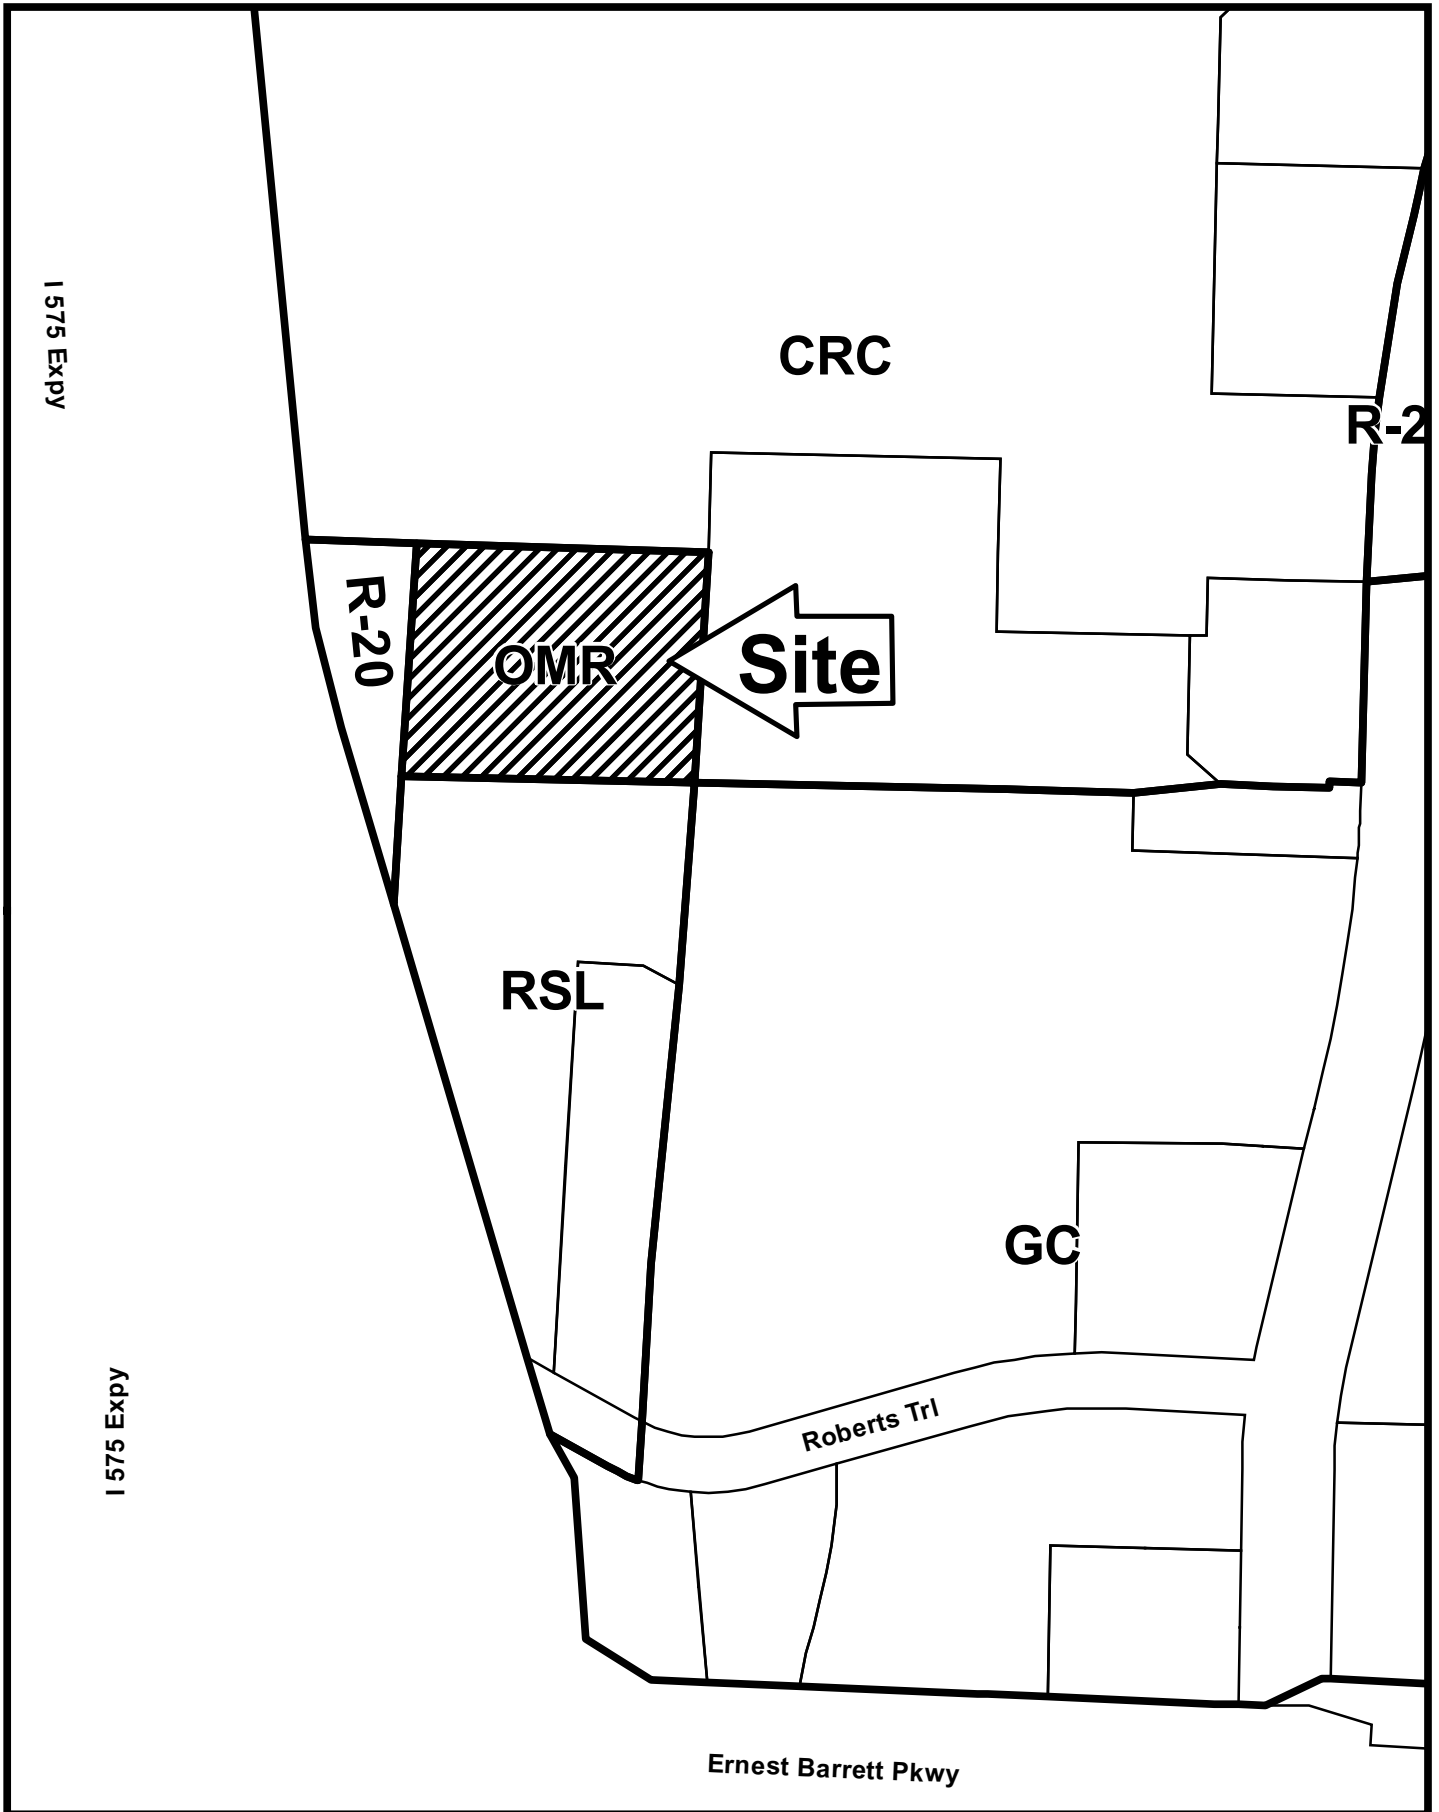 I 575 Expy
CRC
R-2
R-20
OMR
Site
RSL
GC
Roberts Trl
I 575 Expy
Ernest Barrett Pkwy